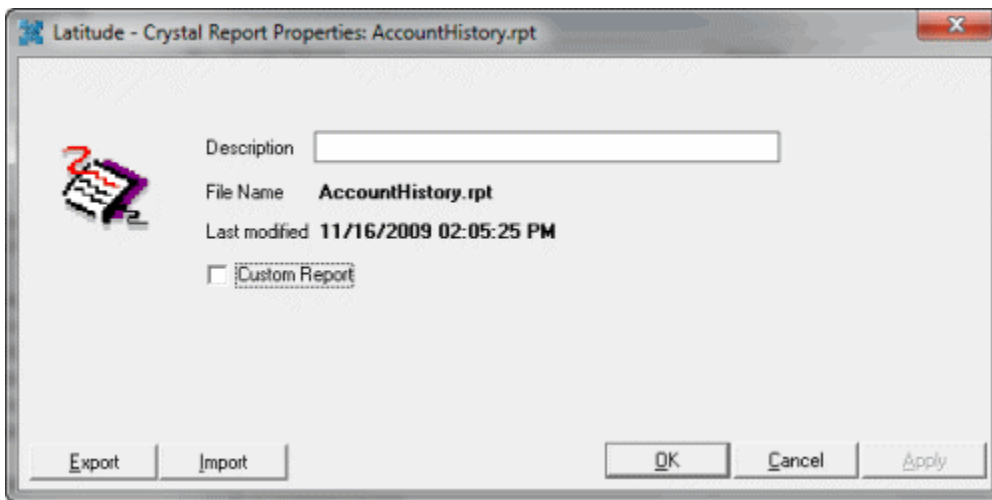 Latitude - Crystal Report Properties: AccountHistory.rpt
Description
File Name AccountHistory.rpt
Last modified 11/16/2009 02:05:25 PM
Custom Report
Export Import OK Cancel Apply